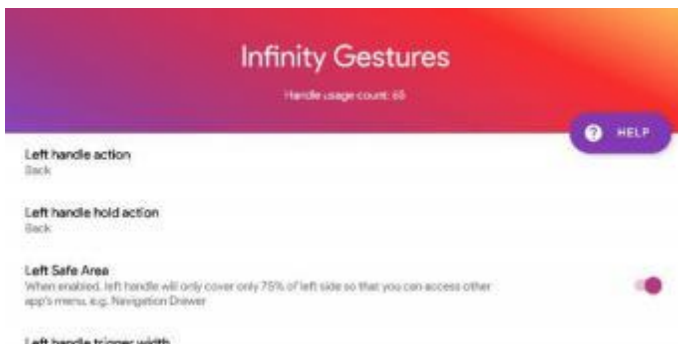 Infinity Gestures
Handle usage count: 65
HELP
Left handle action
Back
Left handle hold action
Back
Left Safe Area
When enabled, left handle will only cover only 75% of left side so that you can access other
app's menu, e.g. Navigation Drawer
Left handle trigger width